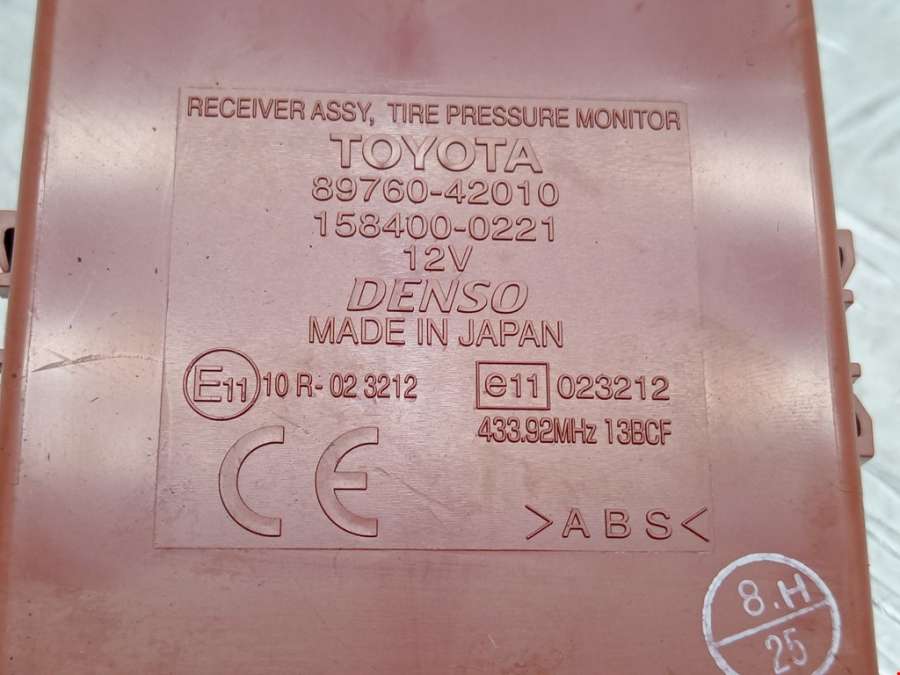 RECEIVER ASSY, TIRE PRESSURE MONITOR
TOYOTA
89760-42010
158400-0221
12V
DENSO
MADE IN JAPAN
E11 10 R- 02 3212 e11 023212
433.92MHz 13BCF
CE
>ABS<
8.H
25